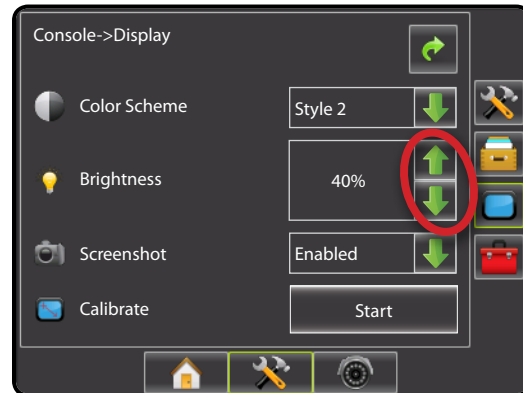 Console->Display
Color Scheme
Style 2
Brightness
40%
Screenshot
Enabled
Calibrate
Start